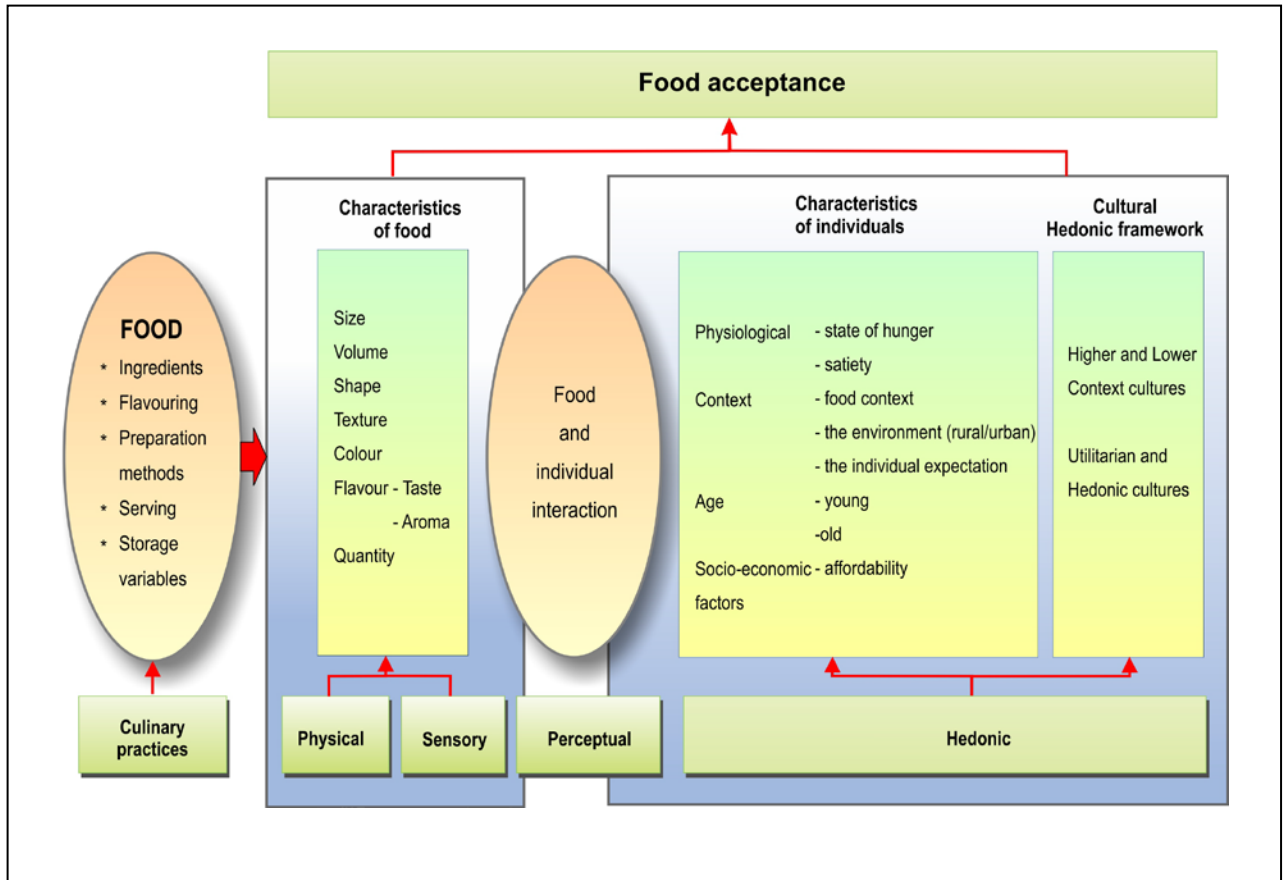 Food acceptance
Characteristics
of food
Characteristics
of individuals
Cultural
Hedonic framework
FOOD
* Ingredients
* Flavouring
* Preparation
methods
* Serving
* Storage
variables
Size
Volume
Shape
Texture
Colour
Flavour - Taste
- Aroma
Quantity
Food
and
individual
interaction
Physiological - state of hunger
- satiety
Context - food context
- the environment (rural/urban)
- the individual expectation
Age - young
-old
Socio-economic - affordability
factors
Higher and Lower
Context cultures
Utilitarian and
Hedonic cultures
Culinary
practices
Physical
Sensory
Perceptual
Hedonic